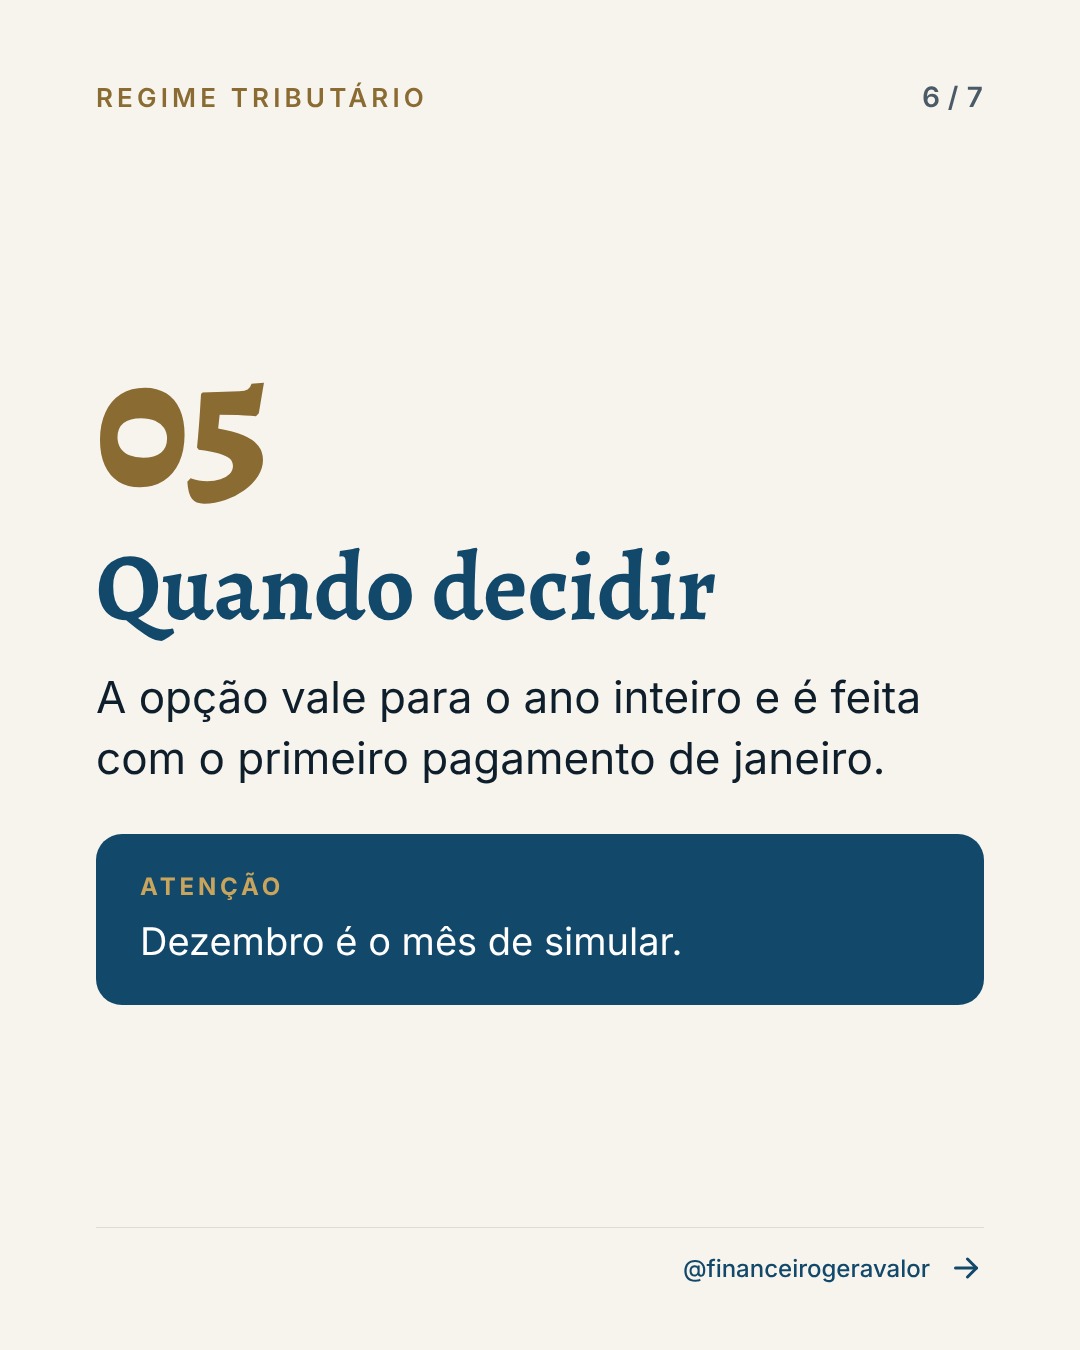 REGIME TRIBUTÁRIO
6 / 7
05
Quando decidir
A opção vale para o ano inteiro e é feita
com o primeiro pagamento de janeiro.
ATENÇÃO
Dezembro é o mês de simular.
@financeirogeravalor →